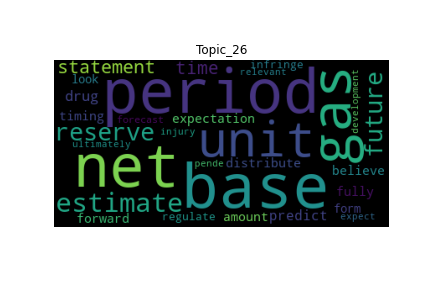 Topic_26
statement time infringe
look relevant
drug period gas development future
timing forecast expectation
reserve injury unit
ultimately
net pende distribute
base believe
estimate fully
forward regulate amount predict form
expect